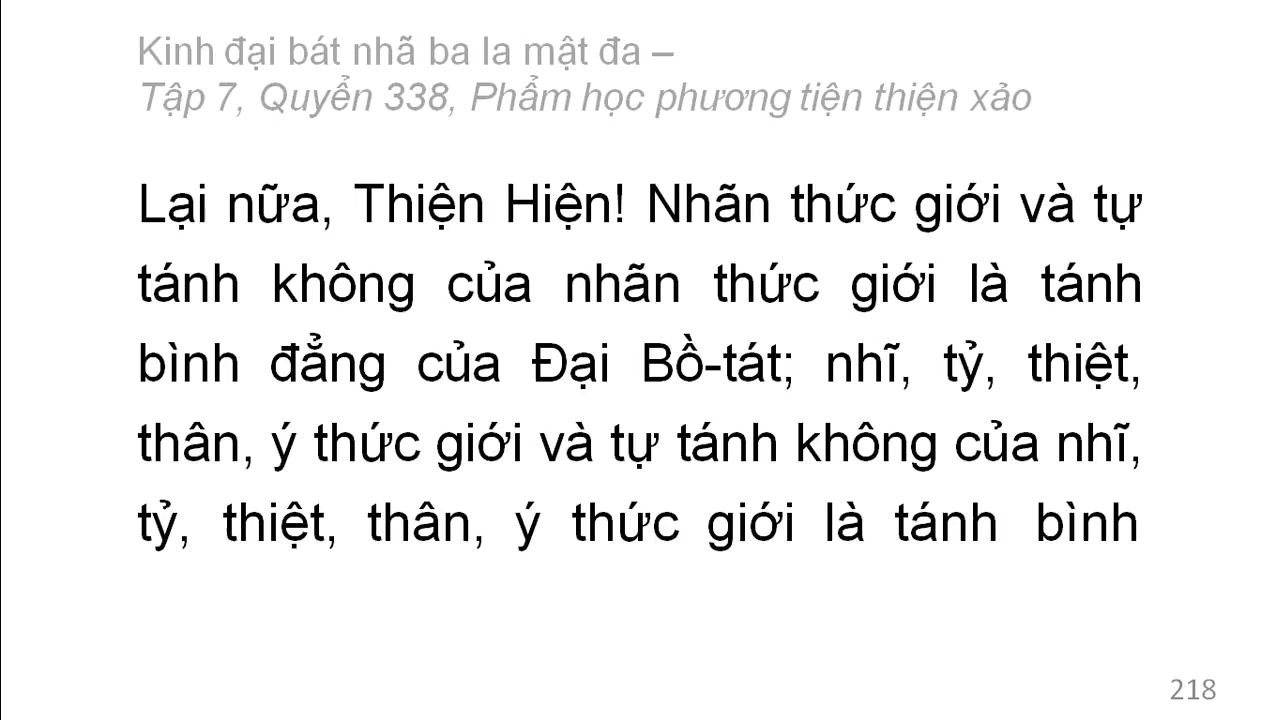 Kinh đại bát nhã ba la mật đa –
Tập 7, Quyển 338, Phẩm học phương tiện thiện xảo
Lại nữa, Thiện Hiện! Nhãn thức giới và tự
tánh không của nhãn thức giới là tánh
bình đẳng của Đại Bồ-tát; nhĩ, tỷ, thiệt,
thân, ý thức giới và tự tánh không của nhĩ,
tỷ, thiệt, thân, ý thức giới là tánh bình
218